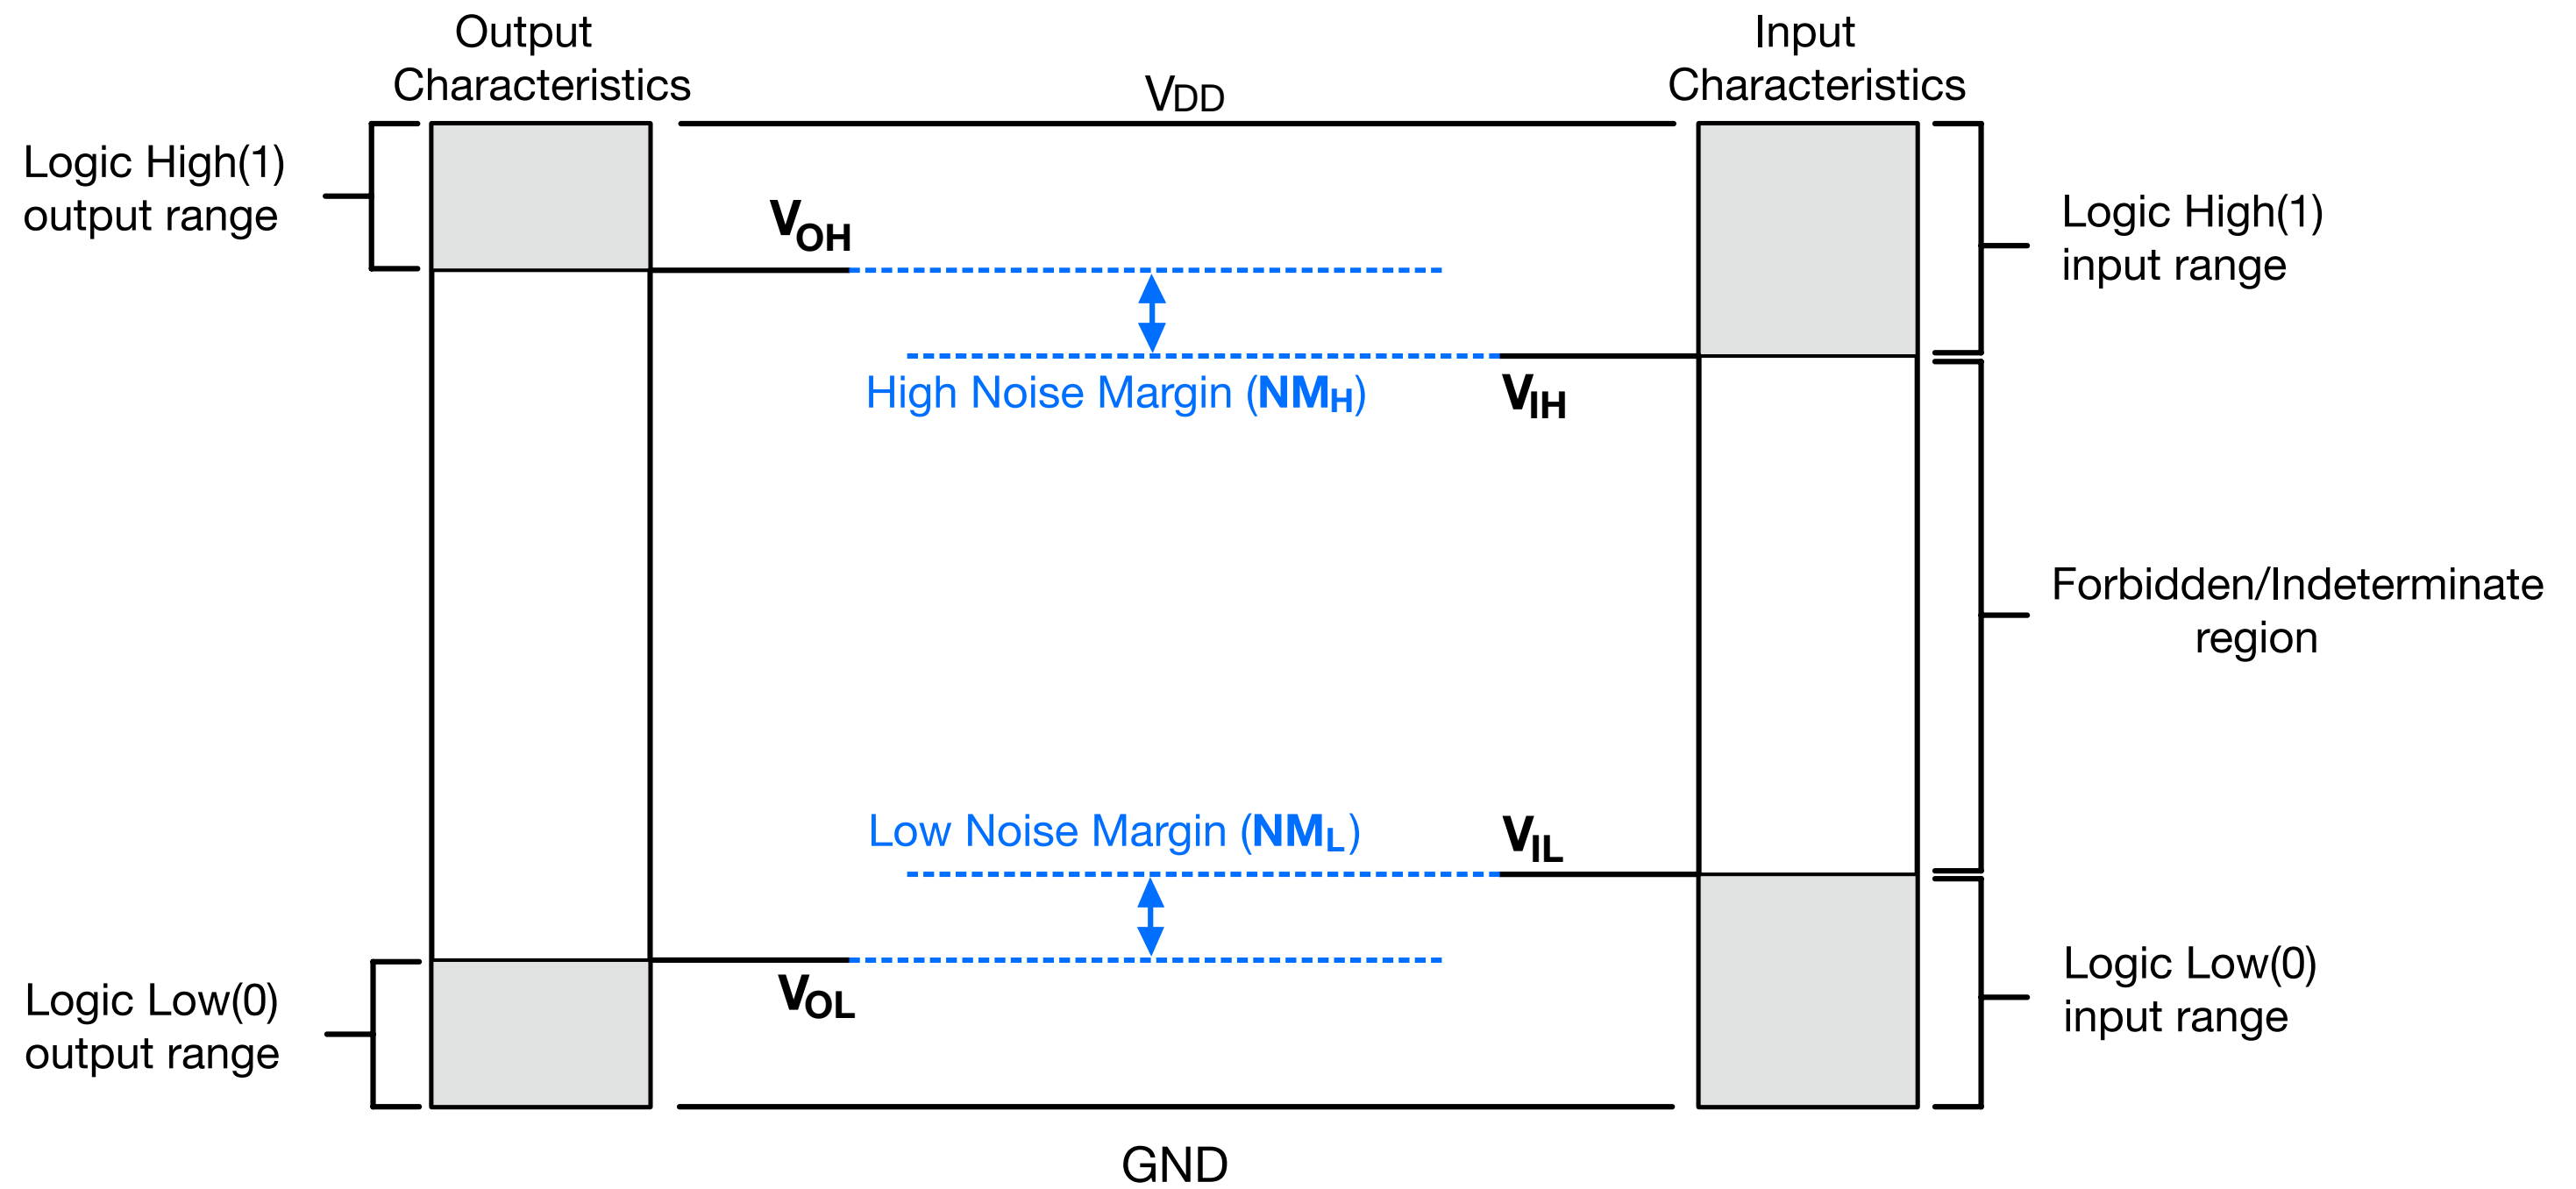 Output
Characteristics
Input
Characteristics
VDD
Logic High(1)
output range
VOH
Logic High(1)
input range
High Noise Margin (NMH)
VIH
Forbidden/Indeterminate
region
Low Noise Margin (NML)
VIL
VOL
Logic Low(0)
output range
Logic Low(0)
input range
GND